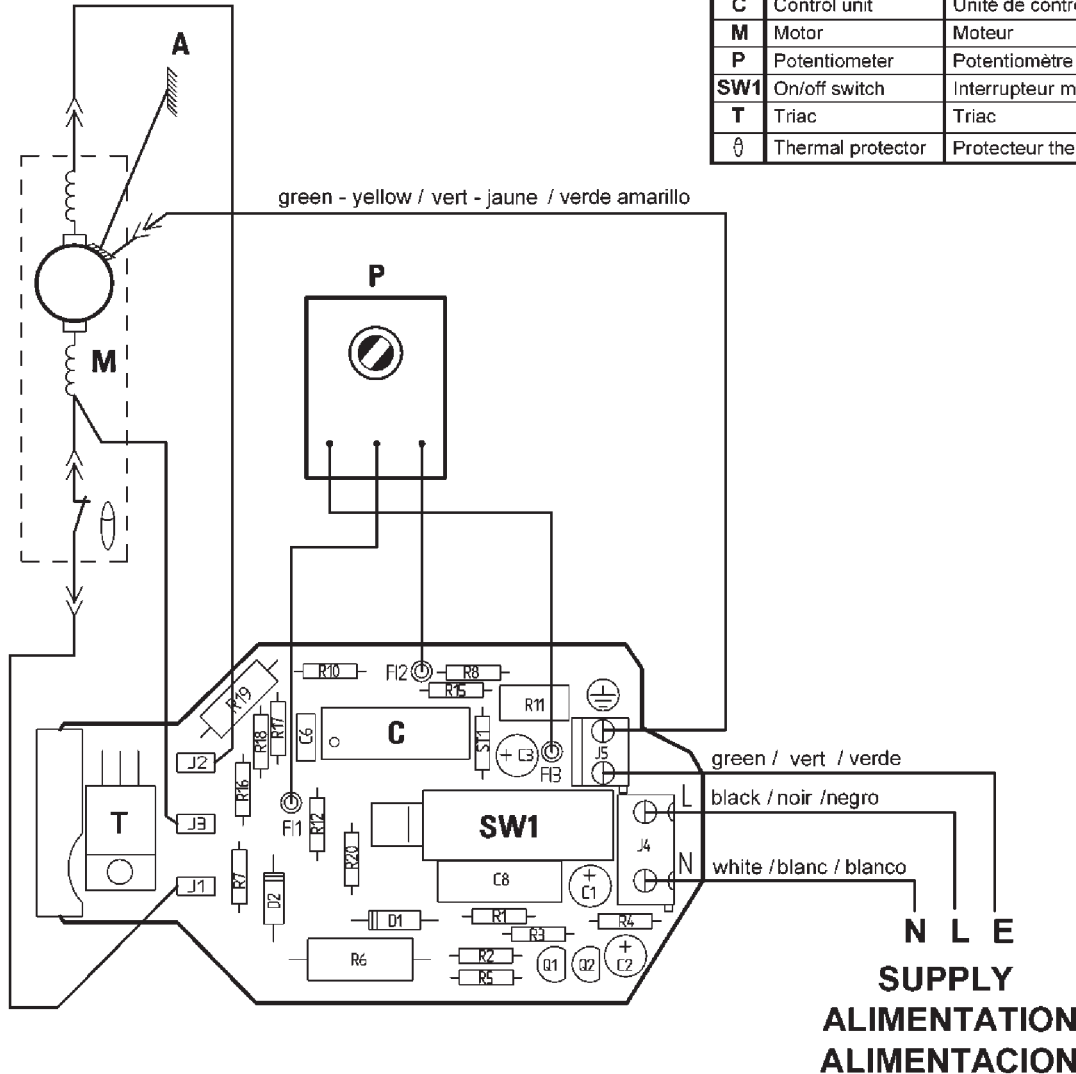 C Control unit Unité de contrô
M Motor Moteur
P Potentiometer Potentiomètre
SW1 On/off switch Interrupteur m
T Triac Triac
θ Thermal protector Protecteur the
A
green - yellow / vert - jaune / verde amarillo
P
M
R10 FI2 R8
R15
R19 R11
R17 R18 C6 C ST1 C3 FI3 J5
J2
R16
green / vert / verde
L black / noir /negro
T J3 FI1 R12 SW1 J4
R20
N white / blanc / blanco
J1 R7 D2 C8 C1
D1 R1 R4
R3
N L E
R6 R2 Q1 Q2 C2
R5
SUPPLY
ALIMENTATION
ALIMENTACION